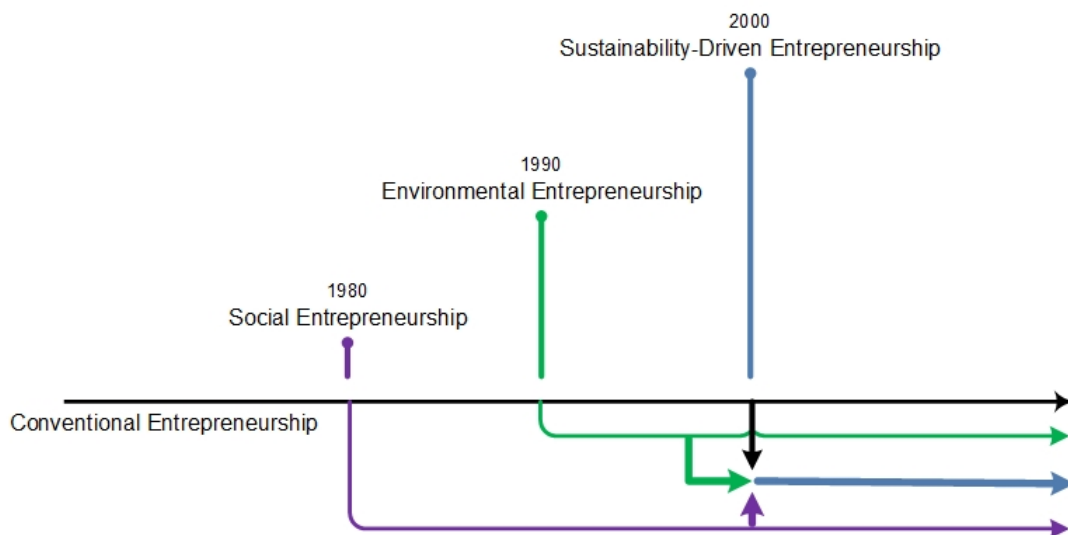 2000
Sustainability-Driven Entrepreneurship
1990
Environmental Entrepreneurship
1980
Social Entrepreneurship
Conventional Entrepreneurship